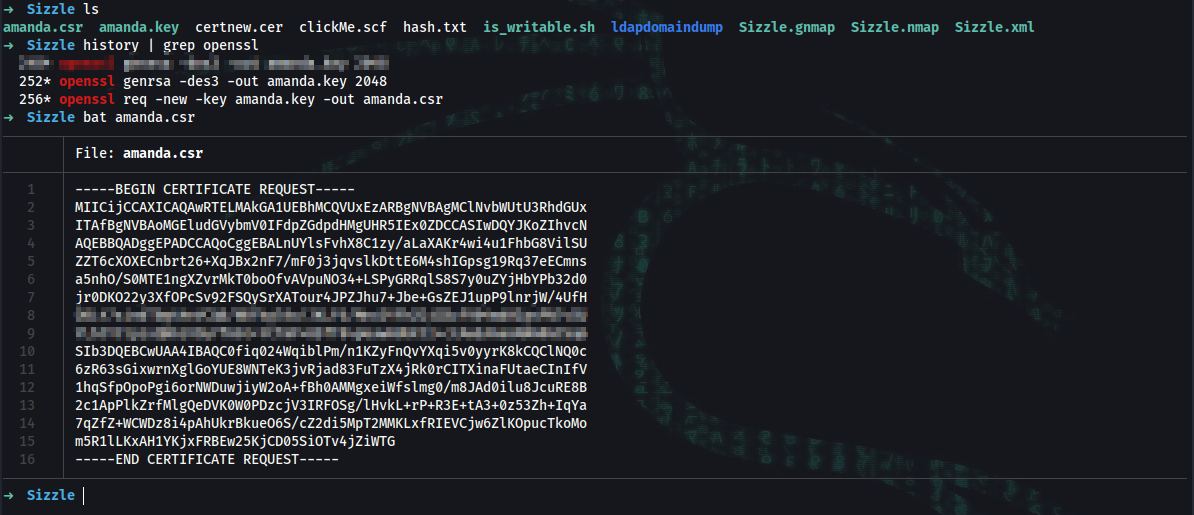 ➜ Sizzle ls
amanda.csr amanda.key certnew.cer clickMe.scf hash.txt is_writable.sh ldapdomaindump Sizzle.gnmap Sizzle.nmap Sizzle.xml
➜ Sizzle history | grep openssl
252* openssl genrsa -des3 -out amanda.key 2048
256* openssl req -new -key amanda.key -out amanda.csr
➜ Sizzle bat amanda.csr
File: amanda.csr
1 -----BEGIN CERTIFICATE REQUEST-----
2 MIICijCCAXICAQAwRTELMAkGA1UEBhMCQVUxEzARBgNVBAgMClNvbWUtU3RhdGUx
3 ITAfBgNVBAoMGEludGVybmV0IFdpZGdpdHMgUHR5IEx0ZDCCASIwDQYJKoZIhvcN
4 AQEBBQADggEPADCCAQoCggEBALnUYlsFvhX8C1zy/aLaXAKr4wi4u1FhbG8VilSU
5 ZZT6cXOXECnbrt26+XqJBx2nF7/mF0j3jqvslkDttE6M4shIGpsg19Rq37eECmns
6 a5nhO/S0MTE1ngXZvrMkT0boOfvAVpuNO34+LSPyGRRqlS8S7y0uZYjHbYPb32d0
7 jr0DKO22y3XfOPcSv92FSQySrXATour4JPZJhu7+Jbe+GsZEJ1upP9lnrjW/4UfH
8
9
10 SIb3DQEBCwUAA4IBAQC0fiq024WqiblPm/n1KZyFnQvYXqi5v0yyrK8kCQClNQ0c
11 6zR63sGixwrnXglGoYUE8WNTeK3jvRjad83FuTzX4jRk0rCITXinaFUtaeCInIfV
12 1hqSfpOpoPgi6orNWDuwjiyW2oA+fBh0AMMgxeiWfslmg0/m8JAd0ilu8JcuRE8B
13 2c1ApPlkZrfMlgQeDVK0W0PDzcjV3IRFOSg/lHvkL+rP+R3E+tA3+0z53Zh+IqYa
14 7qZfZ+WCWDz8i4pAhUkrBkueO6S/cZ2di5MpT2MMKLxfRIEVCjw6ZlKOpucTkoMo
15 m5R1lLKxAH1YKjxFRBEw25KjCD05SiOTv4jZiWTG
16 -----END CERTIFICATE REQUEST-----
➜ Sizzle